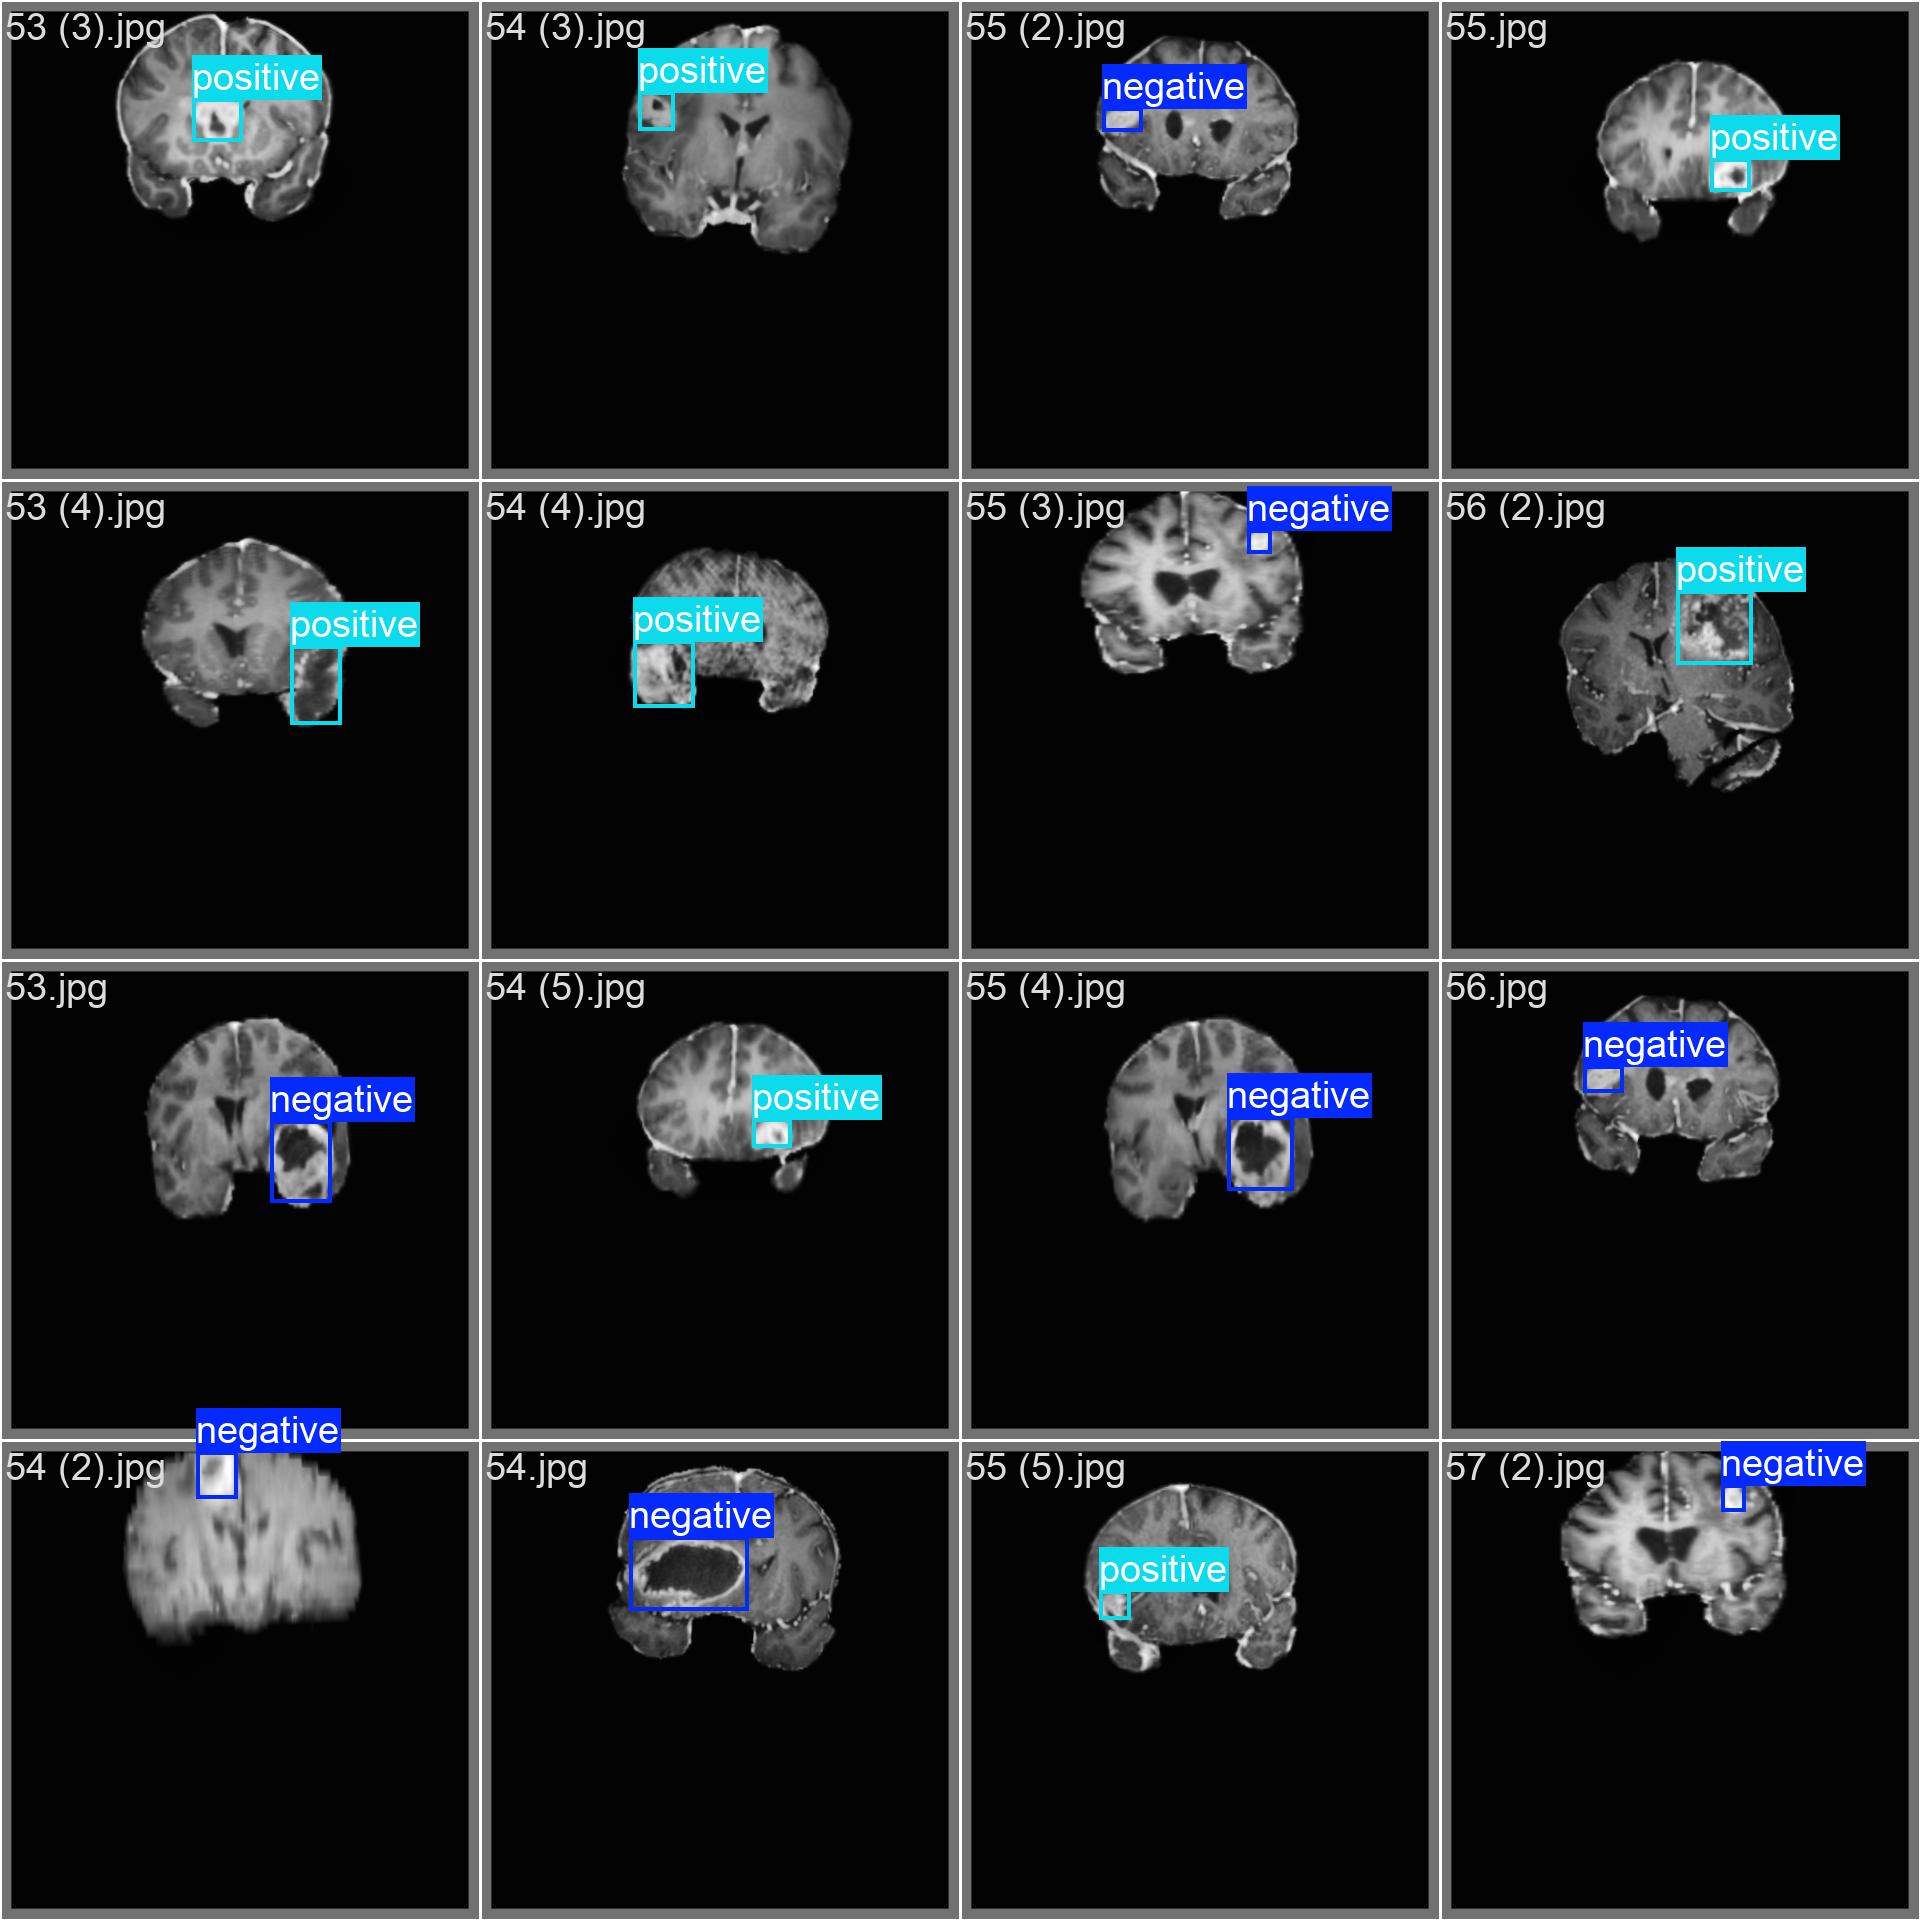 53 (3).jpg
positive
54 (3).jpg
positive
55 (2).jpg
negative
55.jpg
positive
53 (4).jpg
positive
54 (4).jpg
positive
55 (3).jpg
negative
56 (2).jpg
positive
53.jpg
negative
54 (5).jpg
positive
55 (4).jpg
negative
56.jpg
negative
54 (2).jpg
negative
54.jpg
negative
55 (5).jpg
positive
57 (2).jpg
negative